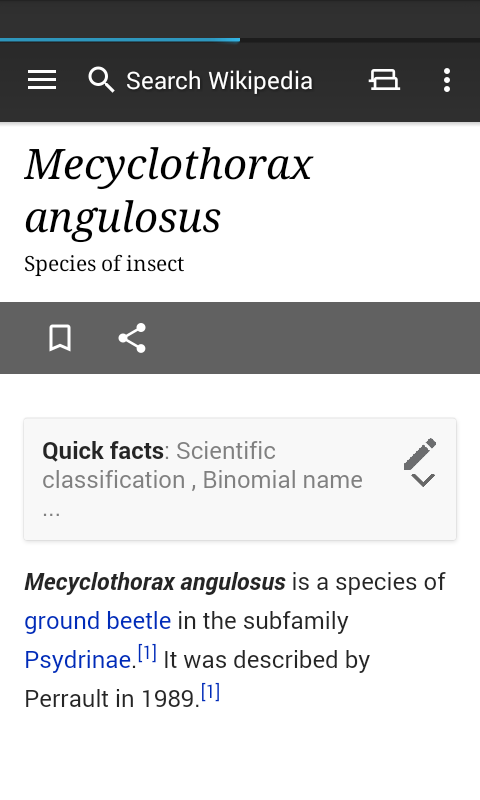 Search Wikipedia
Mecyclothorax
angulosus
Species of insect
Quick facts: Scientific
classification , Binomial name
...
Mecyclothorax angulosus is a species of
ground beetle in the subfamily
Psydrinae.[1] It was described by
Perrault in 1989.[1]